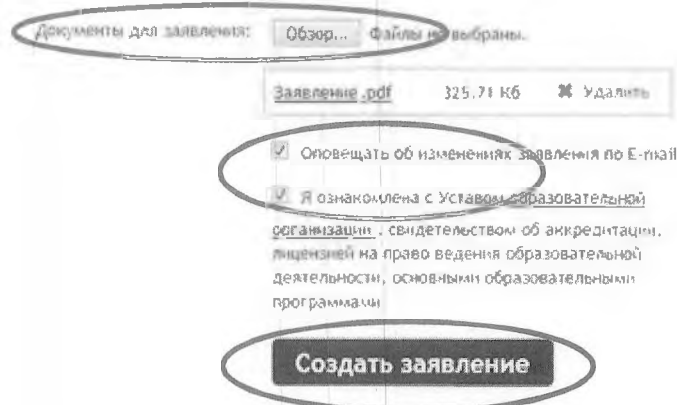 Документы для заявления: Обзор... Файлы не выбраны.
Заявление .pdf 325.71 Кб ✖ Удалить
Оповещать об изменениях заявления по E-mail
Я ознакомлена с Уставом образовательной
организации , свидетельством об аккредитации,
лицензией на право ведения образовательной
деятельности, основными образовательными
программами
Создать заявление